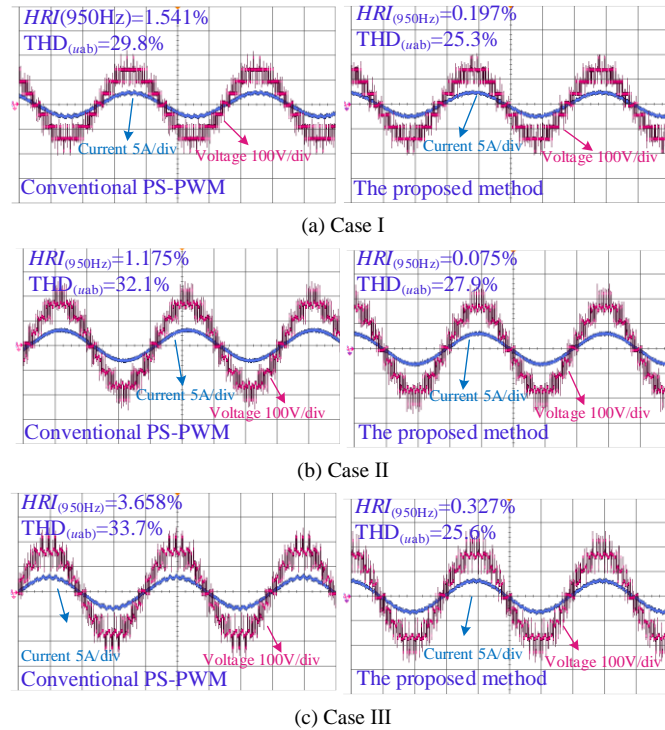 HRI(950Hz)=1.541%
THD(uab)=29.8%
Current 5A/div
Voltage 100V/div
Conventional PS-PWM
HRI(950Hz)=0.197%
THD(uab)=25.3%
Current 5A/div
Voltage 100V/div
The proposed method
(a) Case I
HRI(950Hz)=1.175%
THD(uab)=32.1%
Current 5A/div
Voltage 100V/div
Conventional PS-PWM
HRI(950Hz)=0.075%
THD(uab)=27.9%
Current 5A/div
Voltage 100V/div
The proposed method
(b) Case II
HRI(950Hz)=3.658%
THD(uab)=33.7%
Current 5A/div
Voltage 100V/div
Conventional PS-PWM
HRI(950Hz)=0.327%
THD(uab)=25.6%
Current 5A/div
Voltage 100V/div
The proposed method
(c) Case III